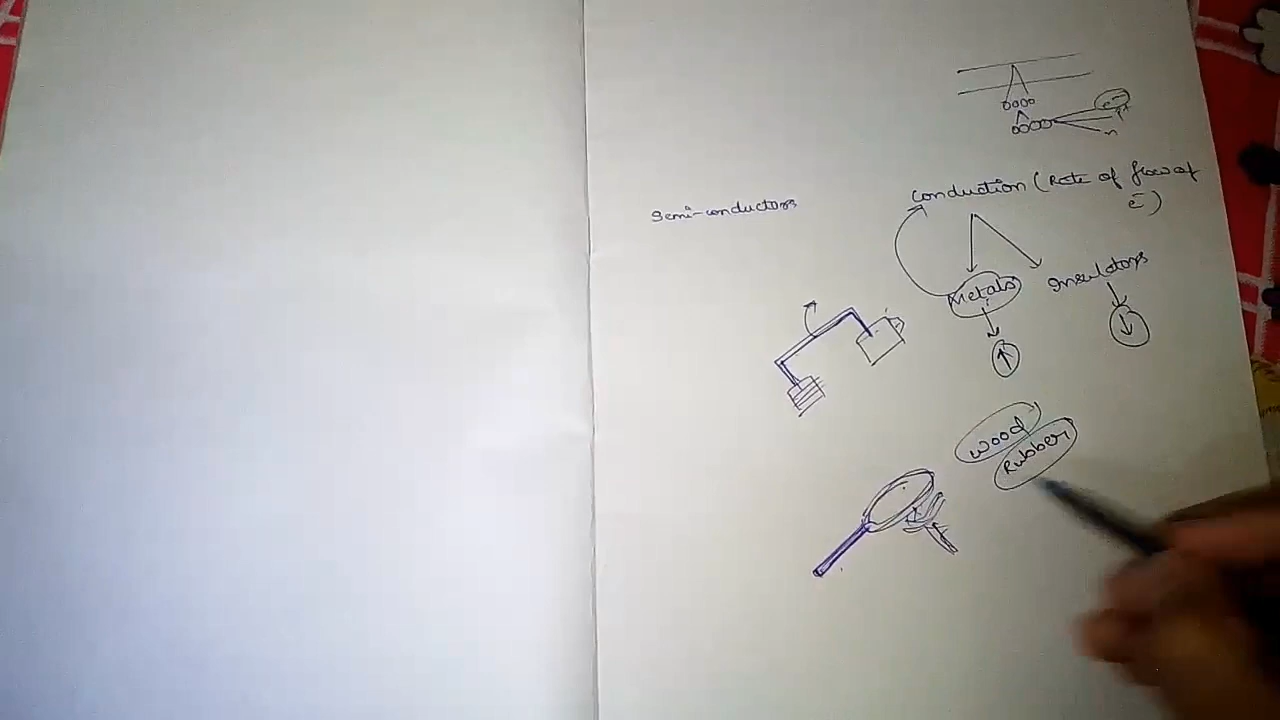 e-
p+
n
Conduction (Rate of flow of
e-)
Semi-conductors
Metals
Insulators
Wood
Rubber